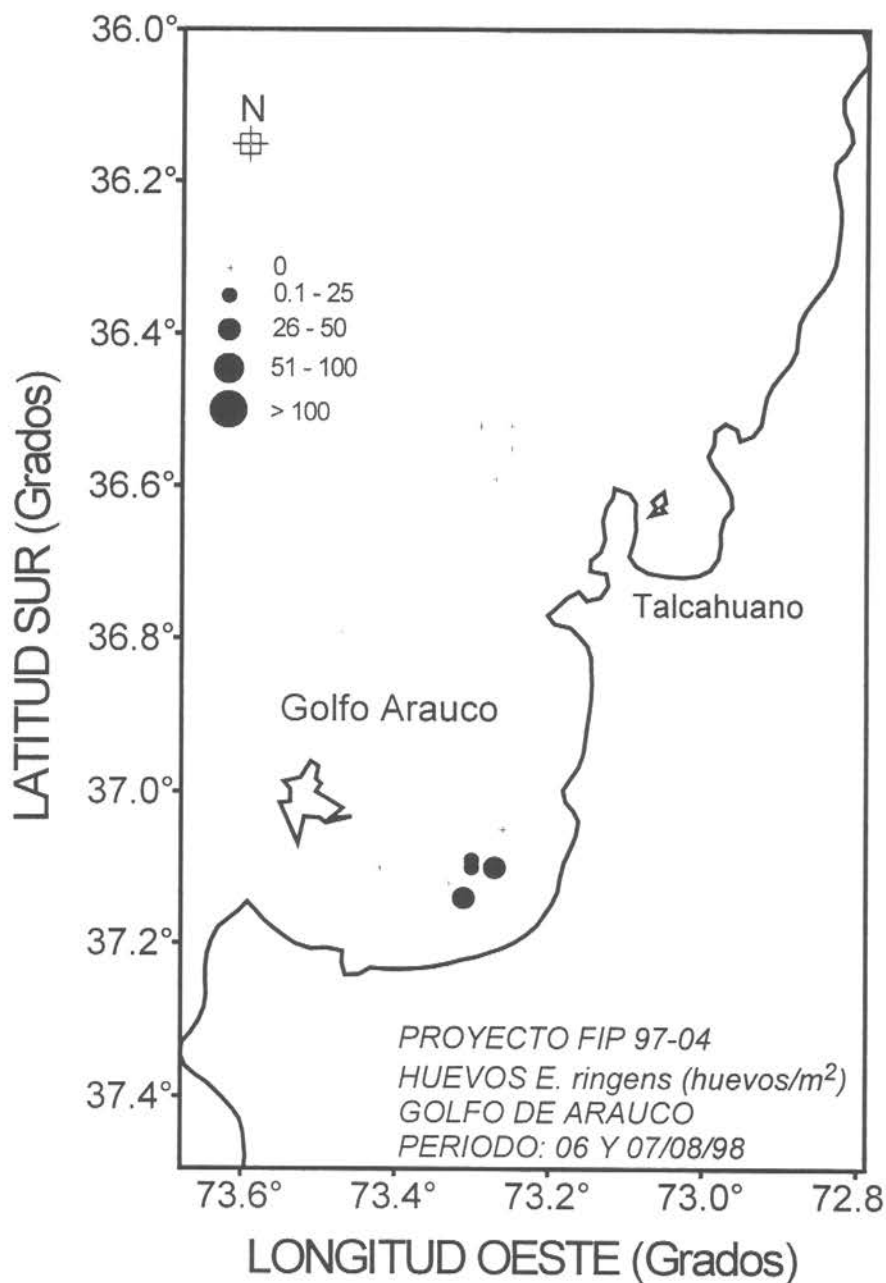 36.0°
N
36.2°
0
0.1 - 25
26 - 50
51 - 100
> 100
36.4°
36.6°
Talcahuano
36.8°
Golfo Arauco
37.0°
37.2°
37.4°
LATITUD SUR (Grados)
PROYECTO FIP 97-04
HUEVOS E. ringens (huevos/m²)
GOLFO DE ARAUCO
PERIODO: 06 Y 07/08/98
73.6° 73.4° 73.2° 73.0° 72.8
LONGITUD OESTE (Grados)